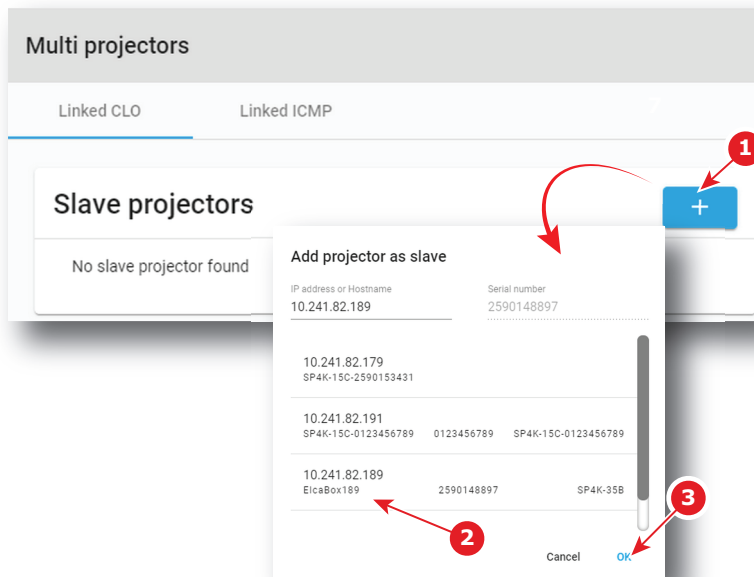 Multi projectors
Linked CLO Linked ICMP
1
Slave projectors
+
No slave projector found
Add projector as slave
IP address or Hostname Serial number
10.241.82.189 2590148897
10.241.82.179
SP4K-15C-2590153431
10.241.82.191
SP4K-15C-0123456789 0123456789 SP4K-15C-0123456789
10.241.82.189
ElcaBox189 2590148897 SP4K-35B
2
3
Cancel OK